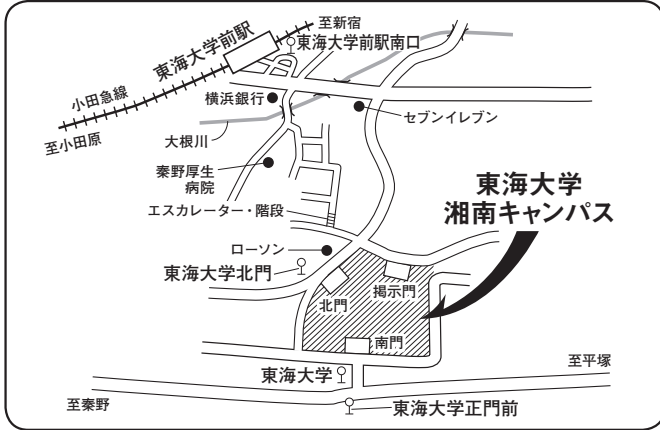 至新宿
東海大学前駅
東海大学前駅南口
小田急線
横浜銀行
セブンイレブン
至小田原
大根川
秦野厚生
病院
東海大学
湘南キャンパス
エスカレーター・階段
ローソン
東海大学北門
掲示門
北門
南門
至平塚
東海大学
至秦野
東海大学正門前